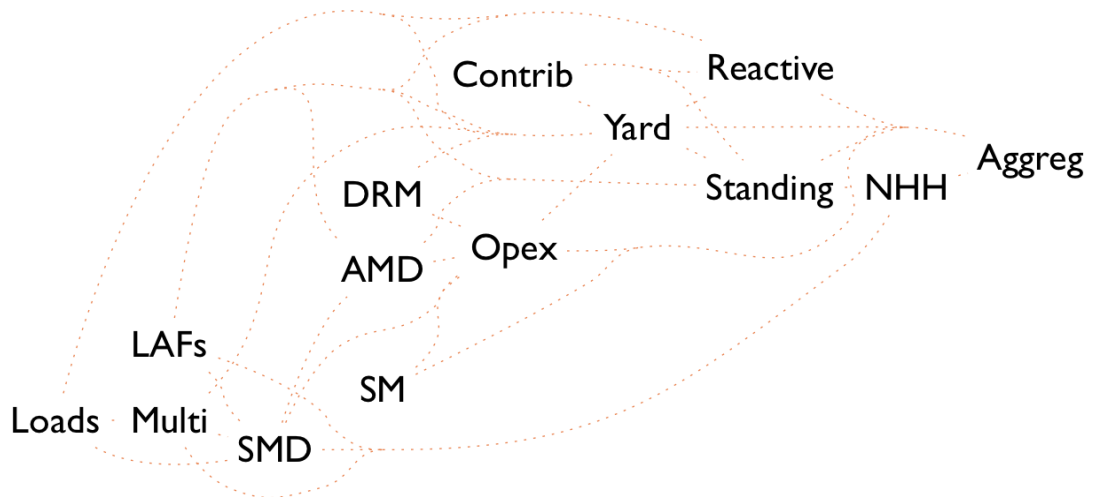 Contrib
Reactive
Yard
Aggreg
DRM
Standing
NHH
Opex
AMD
LAFs
SM
Loads
Multi
SMD